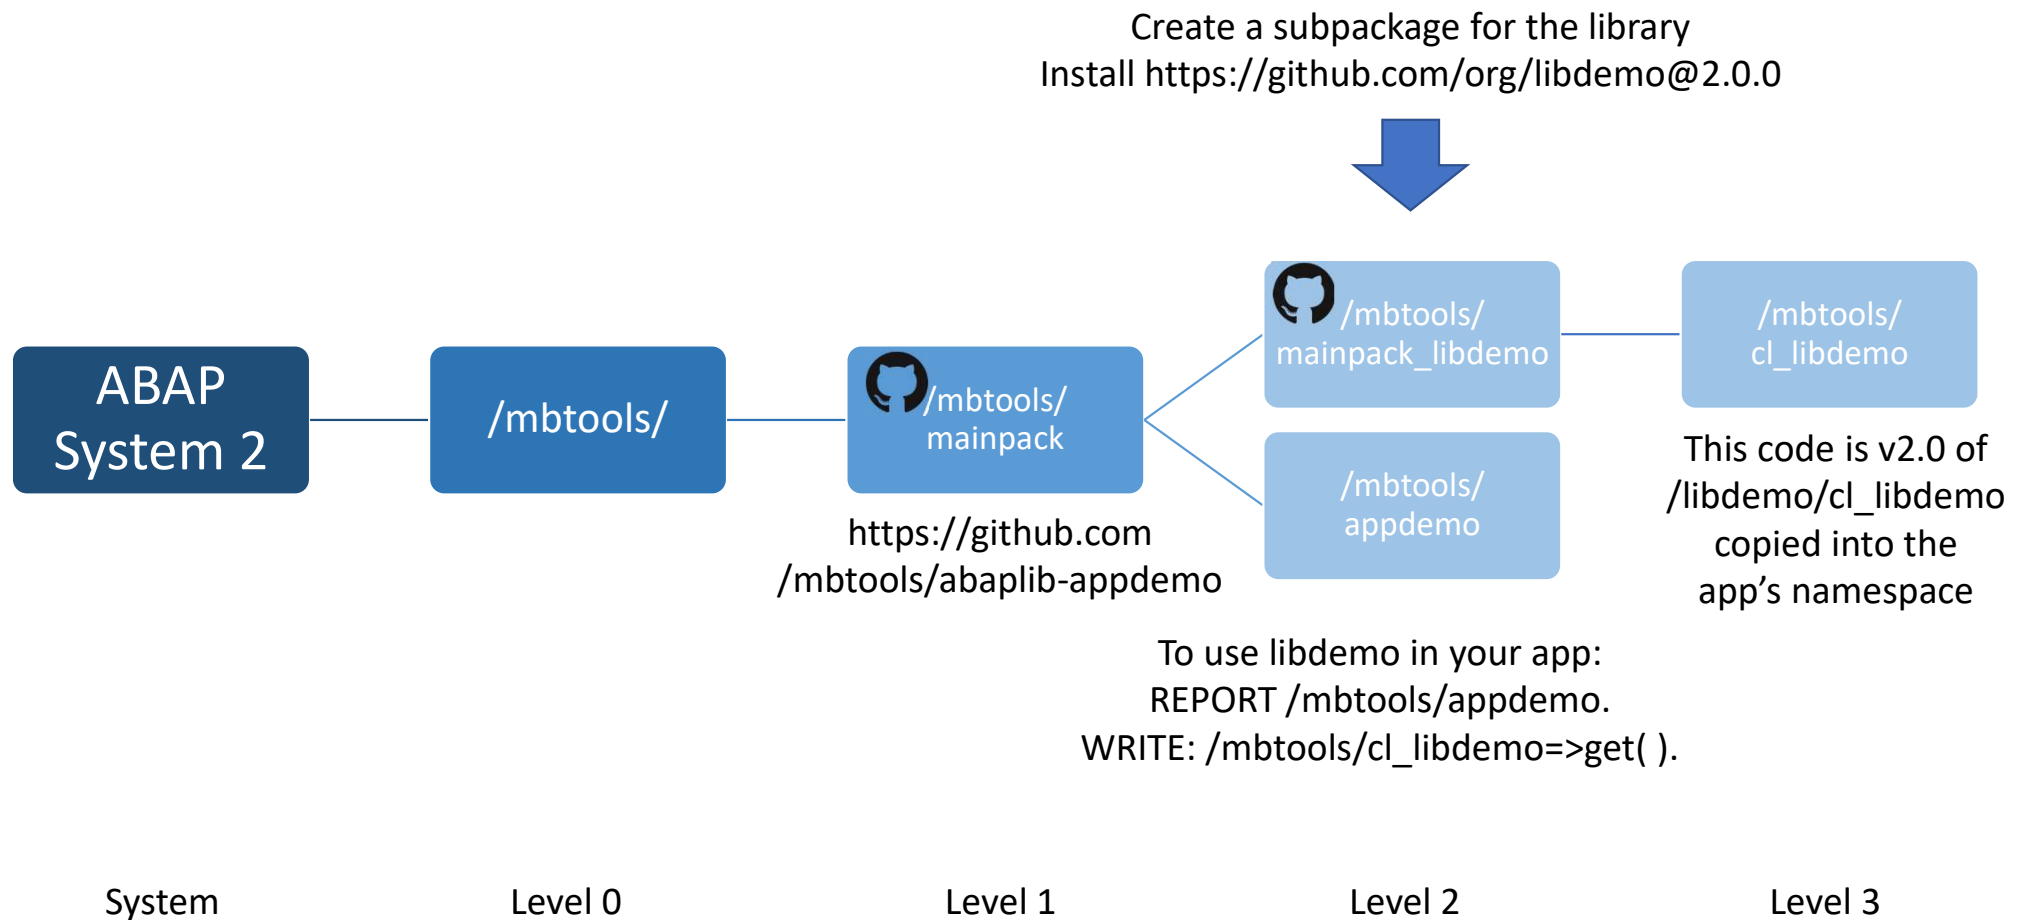 Create a subpackage for the library
Install https://github.com/org/libdemo@2.0.0
ABAP
System 2
/mbtools/
/mbtools/
mainpack
https://github.com
/mbtools/abaplib-appdemo
/mbtools/
mainpack_libdemo
/mbtools/
appdemo
/mbtools/
cl_libdemo
This code is v2.0 of
/libdemo/cl_libdemo
copied into the
app’s namespace
To use libdemo in your app:
REPORT /mbtools/appdemo.
WRITE: /mbtools/cl_libdemo=>get( ).
System
Level 0
Level 1
Level 2
Level 3